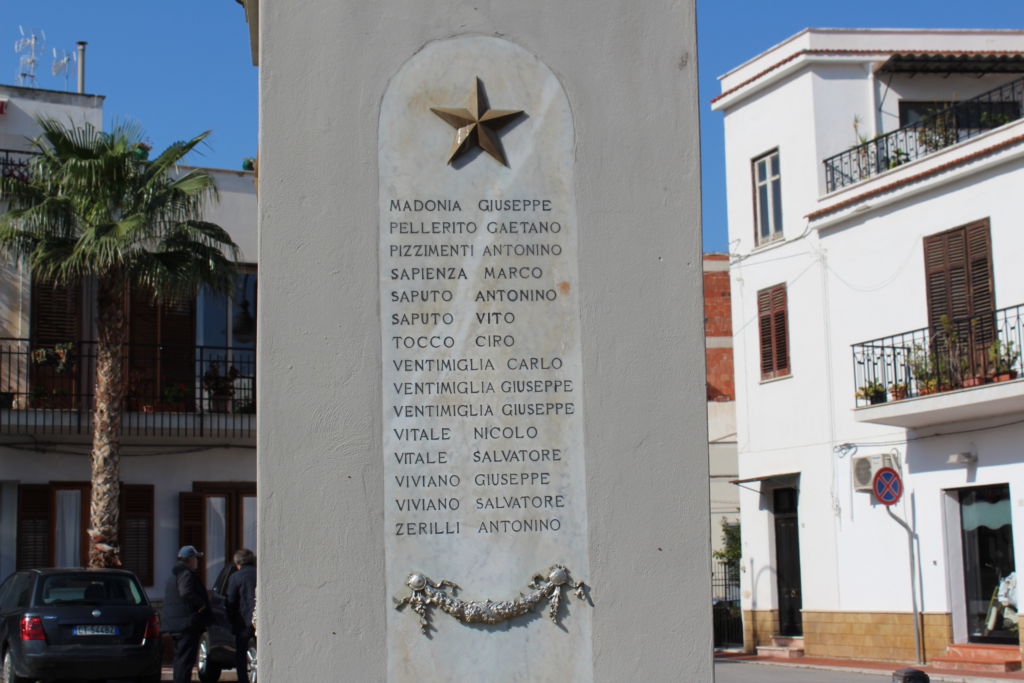 MADONIA GIUSEPPE
PELLERITO GAETANO
PIZZIMENTI ANTONINO
SAPIENZA MARCO
SAPUTO ANTONINO
SAPUTO VITO
TOCCO CIRO
VENTIMIGLIA CARLO
VENTIMIGLIA GIUSEPPE
VENTIMIGLIA GIUSEPPE
VITALE NICOLO
VITALE SALVATORE
VIVIANO GIUSEPPE
VIVIANO SALVATORE
ZERILLI ANTONINO